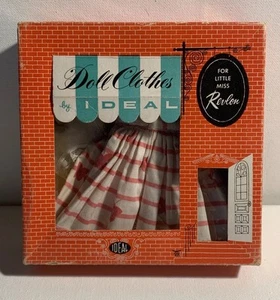 Doll Clothes
by IDEAL
FOR
LITTLE
MISS
Revlon
IDEAL